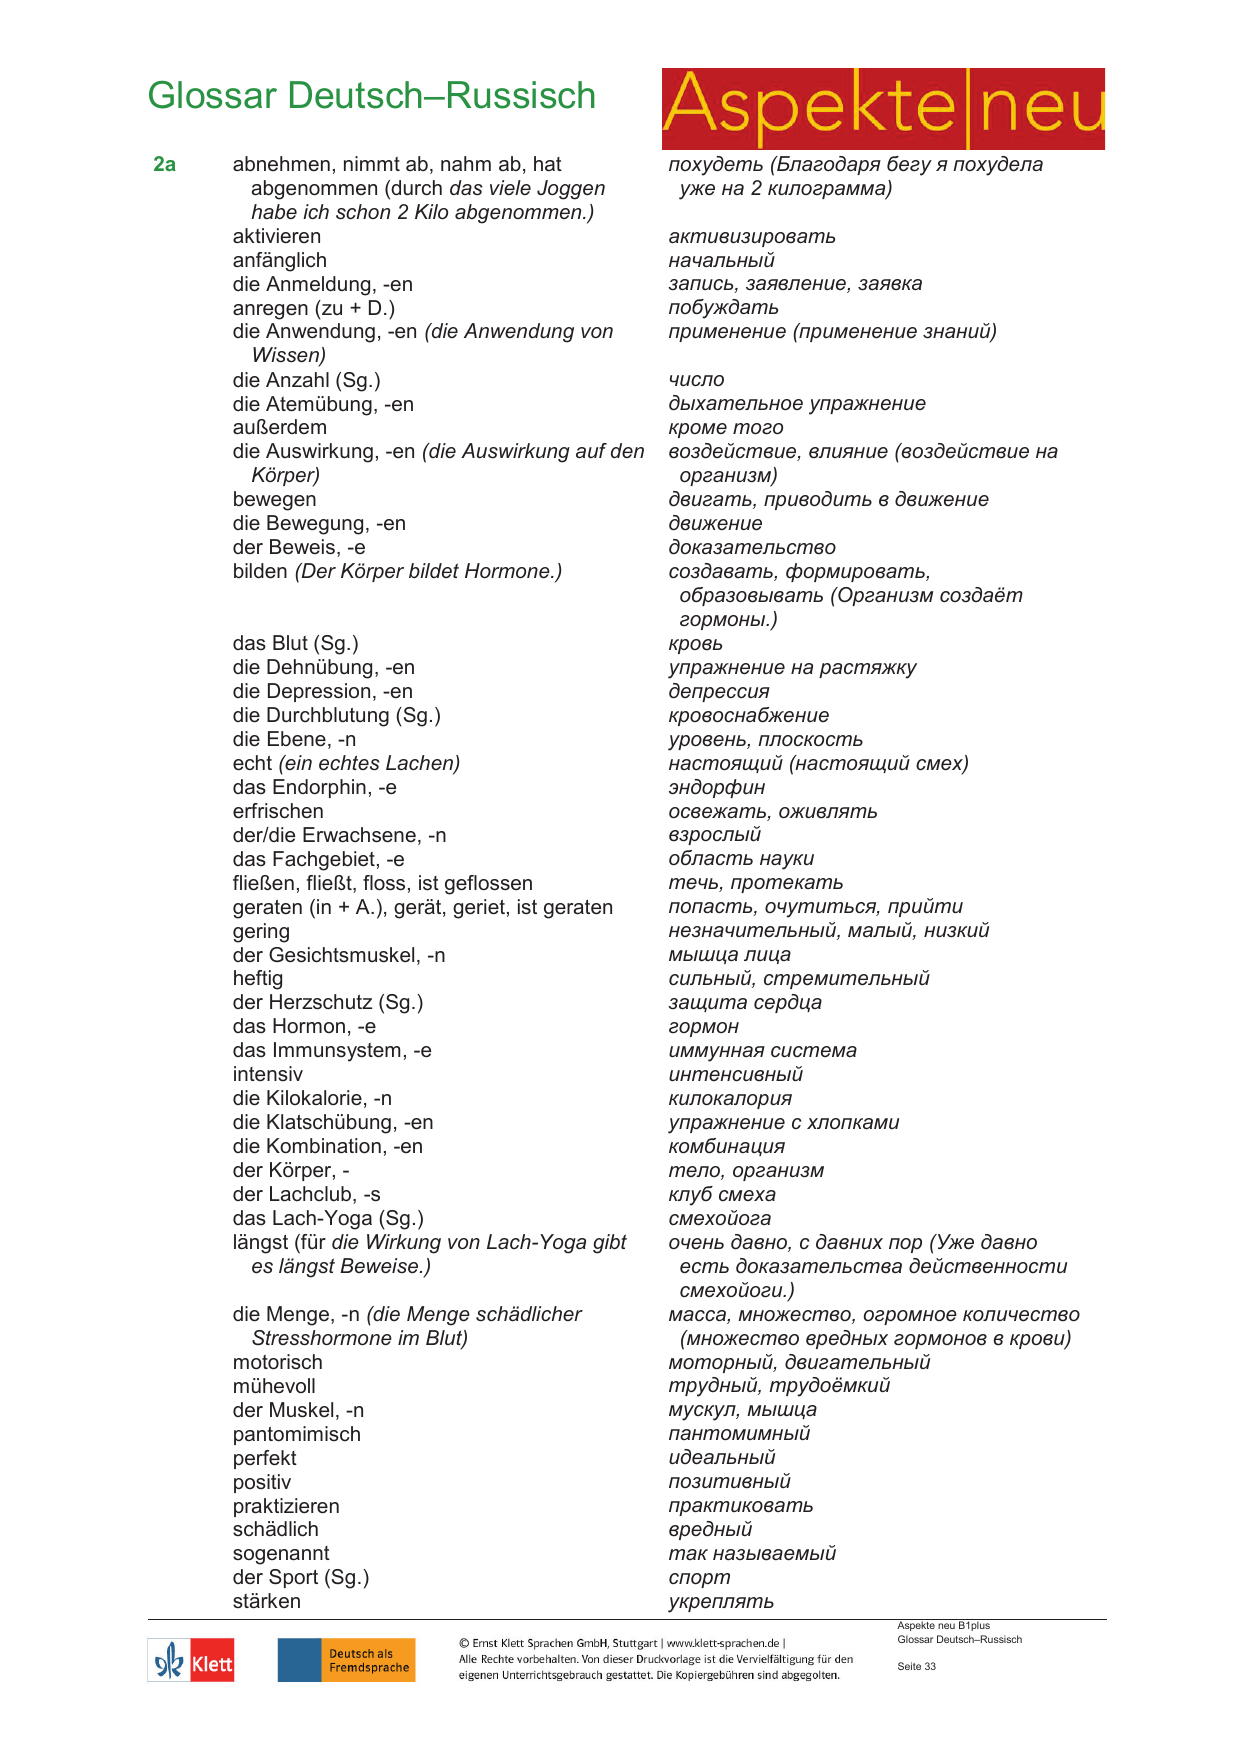 Glossar Deutsch–Russisch
Aspekte|neu
2a abnehmen, nimmt ab, nahm ab, hat похудеть (Благодаря бегу я похудела
abgenommen (durch das viele Joggen уже на 2 килограмма)
habe ich schon 2 Kilo abgenommen.)
aktivieren активизировать
anfänglich начальный
die Anmeldung, -en запись, заявление, заявка
anregen (zu + D.) побуждать
die Anwendung, -en (die Anwendung von применение (применение знаний)
Wissen)
die Anzahl (Sg.) число
die Atemübung, -en дыхательное упражнение
außerdem кроме того
die Auswirkung, -en (die Auswirkung auf den воздействие, влияние (воздействие на
Körper) организм)
bewegen двигать, приводить в движение
die Bewegung, -en движение
der Beweis, -e доказательство
bilden (Der Körper bildet Hormone.) создавать, формировать,
образовывать (Организм создаёт
гормоны.)
das Blut (Sg.) кровь
die Dehnübung, -en упражнение на растяжку
die Depression, -en депрессия
die Durchblutung (Sg.) кровоснабжение
die Ebene, -n уровень, плоскость
echt (ein echtes Lachen) настоящий (настоящий смех)
das Endorphin, -e эндорфин
erfrischen освежать, оживлять
der/die Erwachsene, -n взрослый
das Fachgebiet, -e область науки
fließen, fließt, floss, ist geflossen течь, протекать
geraten (in + A.), gerät, geriet, ist geraten попасть, очутиться, прийти
gering незначительный, малый, низкий
der Gesichtsmuskel, -n мышца лица
heftig сильный, стремительный
der Herzschutz (Sg.) защита сердца
das Hormon, -e гормон
das Immunsystem, -e иммунная система
intensiv интенсивный
die Kilokalorie, -n килокалория
die Klatschübung, -en упражнение с хлопками
die Kombination, -en комбинация
der Körper, - тело, организм
der Lachclub, -s клуб смеха
das Lach-Yoga (Sg.) смехойога
längst (für die Wirkung von Lach-Yoga gibt очень давно, с давних пор (Уже давно
es längst Beweise.) есть доказательства действенности
смехойоги.)
die Menge, -n (die Menge schädlicher масса, множество, огромное количество
Stresshormone im Blut) (множество вредных гормонов в крови)
motorisch моторный, двигательный
mühevoll трудный, трудоёмкий
der Muskel, -n мускул, мышца
pantomimisch пантомимный
perfekt идеальный
positiv позитивный
praktizieren практиковать
schädlich вредный
sogenannt так называемый
der Sport (Sg.) спорт
stärken укреплять
Klett
Deutsch als
Fremdsprache
© Ernst Klett Sprachen GmbH, Stuttgart | www.klett-sprachen.de |
Alle Rechte vorbehalten. Von dieser Druckvorlage ist die Vervielfältigung für den
eigenen Unterrichtsgebrauch gestattet. Die Kopiergebühren sind abgegolten.
Aspekte neu B1plus
Glossar Deutsch–Russisch
Seite 33